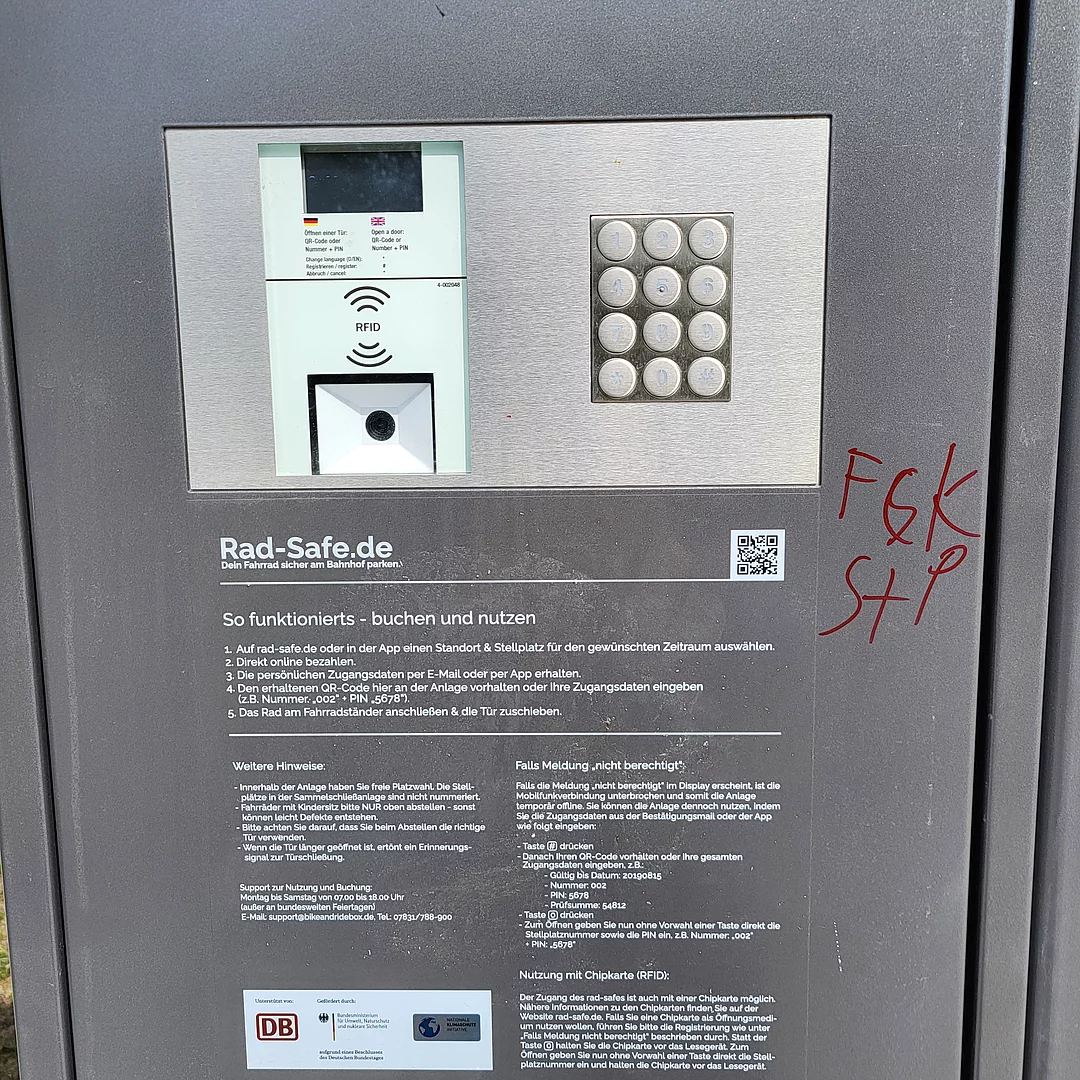 Öffnen einer Tür:
QR-Code oder
Nummer + PIN
Open a door:
QR-Code or
Number + PIN
Change language (D/EN): *
Registrieren / register: #
Abbruch / cancel:
4-002948
RFID
1 2 3
4 5 6
7 8 9
* 0 #
FGK
St
Rad-Safe.de
Dein Fahrrad sicher am Bahnhof parken.
So funktionierts - buchen und nutzen
1. Auf rad-safe.de oder in der App einen Standort & Stellplatz für den gewünschten Zeitraum auswählen.
2. Direkt online bezahlen.
3. Die persönlichen Zugangsdaten per E-Mail oder per App erhalten.
4. Den erhaltenen QR-Code hier an der Anlage vorhalten oder Ihre Zugangsdaten eingeben
(z.B. Nummer: „002" + PIN „5678").
5. Das Rad am Fahrradständer anschließen & die Tür zuschieben.
Weitere Hinweise:
- Innerhalb der Anlage haben Sie freie Platzwahl. Die Stell-
plätze in der Sammelschließanlage sind nicht nummeriert.
- Fahrräder mit Kindersitz bitte NUR oben abstellen - sonst
können leicht Defekte entstehen.
- Bitte achten Sie darauf, dass Sie beim Abstellen die richtige
Tür verwenden.
- Wenn die Tür länger geöffnet ist, ertönt ein Erinnerungs-
signal zur Türschließung.
Support zur Nutzung und Buchung:
Montag bis Samstag von 07.00 bis 18.00 Uhr
(außer an bundesweiten Feiertagen)
E-Mail: support@bikeandridebox.de, Tel.: 07831/788-900
Falls Meldung „nicht berechtigt":
Falls die Meldung „nicht berechtigt" im Display erscheint, ist die
Mobilfunkverbindung unterbrochen und somit die Anlage
temporär offline. Sie können die Anlage dennoch nutzen, indem
Sie die Zugangsdaten aus der Bestätigungsmail oder der App
wie folgt eingeben:
- Taste # drücken
- Danach Ihren QR-Code vorhalten oder Ihre gesamten
Zugangsdaten eingeben, z.B.:
- Gültig bis Datum: 20190815
- Nummer: 002
- PIN: 5678
- Prüfsumme: 54812
- Taste 0 drücken
- Zum Öffnen geben Sie nun ohne Vorwahl einer Taste direkt die
Stellplatznummer sowie die PIN ein, z.B. Nummer: „002"
+ PIN: „5678"
Nutzung mit Chipkarte (RFID):
Der Zugang des rad-safes ist auch mit einer Chipkarte möglich.
Nähere Informationen zu den Chipkarten finden Sie auf der
Website rad-safe.de. Falls Sie eine Chipkarte als Öffnungsmedi-
um nutzen wollen, führen Sie bitte die Registrierung wie unter
„Falls Meldung nicht berechtigt" beschrieben durch. Statt der
Taste 0 halten Sie die Chipkarte vor das Lesegerät. Zum
Öffnen geben Sie nun ohne Vorwahl einer Taste direkt die Stell-
platznummer ein und halten die Chipkarte vor das Lesegerät.
Unterstützt von:
DB
Gefördert durch:
Bundesministerium
für Umwelt, Naturschutz
und nukleare Sicherheit
NATIONALE
KLIMASCHUTZ
INITIATIVE
aufgrund eines Beschlusses
des Deutschen Bundestages